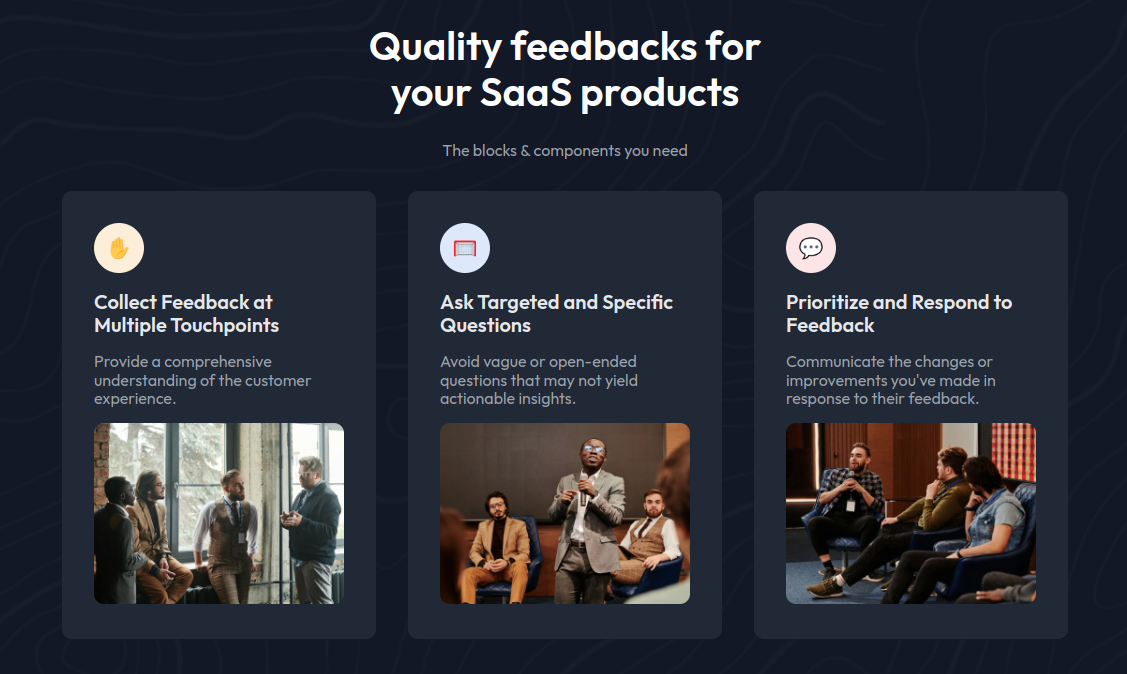 Quality feedbacks for
your SaaS products
The blocks & components you need
Collect Feedback at
Multiple Touchpoints
Provide a comprehensive
understanding of the customer
experience.
Ask Targeted and Specific
Questions
Avoid vague or open-ended
questions that may not yield
actionable insights.
Prioritize and Respond to
Feedback
Communicate the changes or
improvements you've made in
response to their feedback.